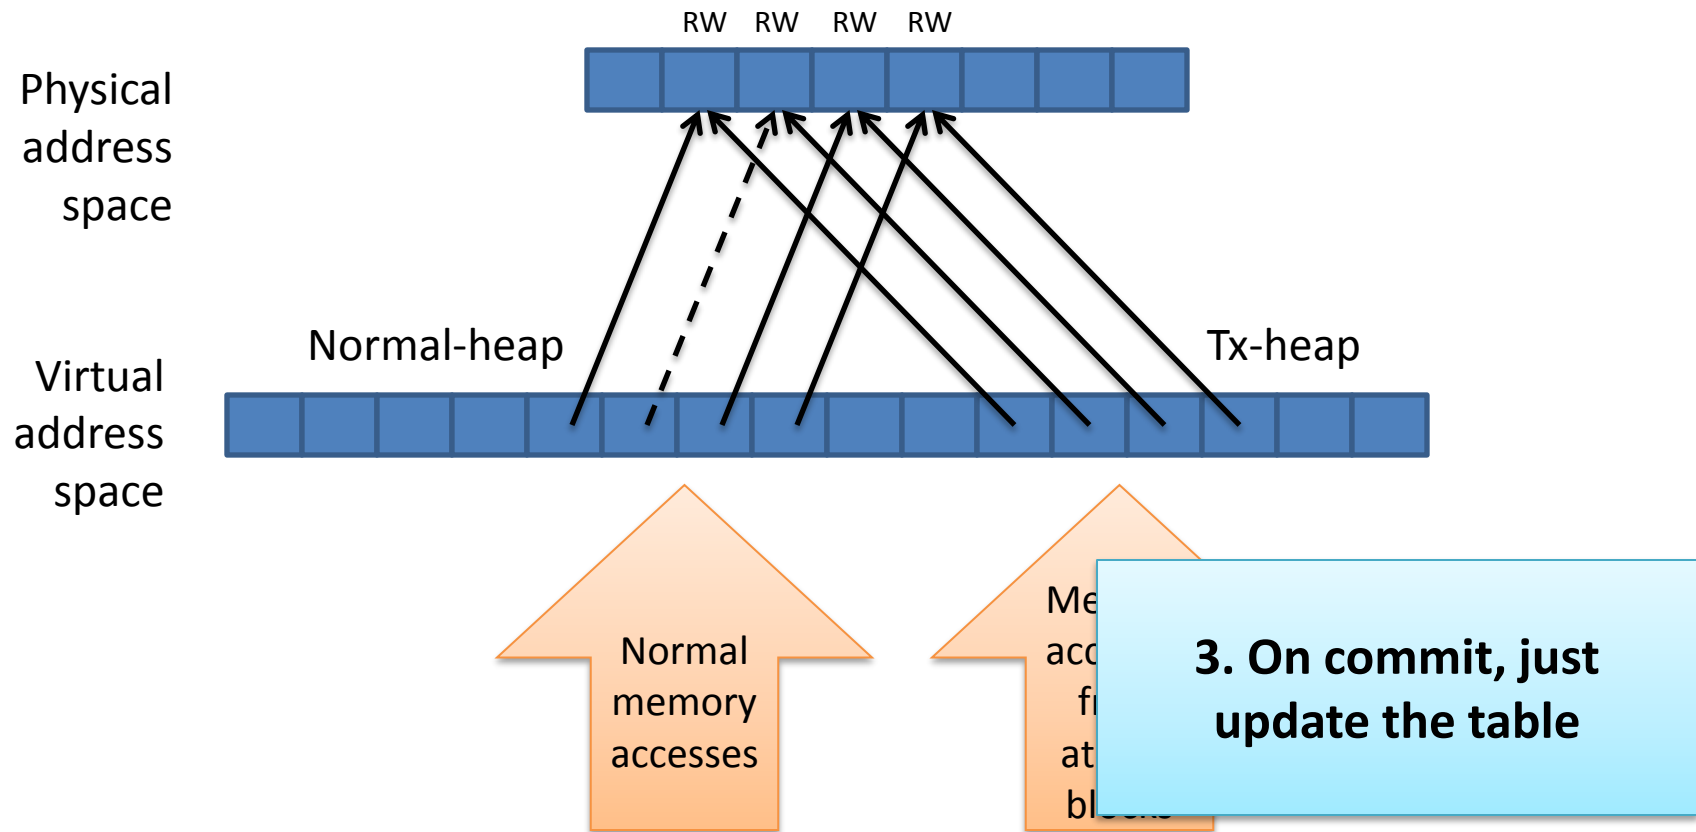 RW RW RW RW
Physical
address
space
Normal-heap
Tx-heap
Virtual
address
space
Normal
memory
accesses
3. On commit, just
update the table